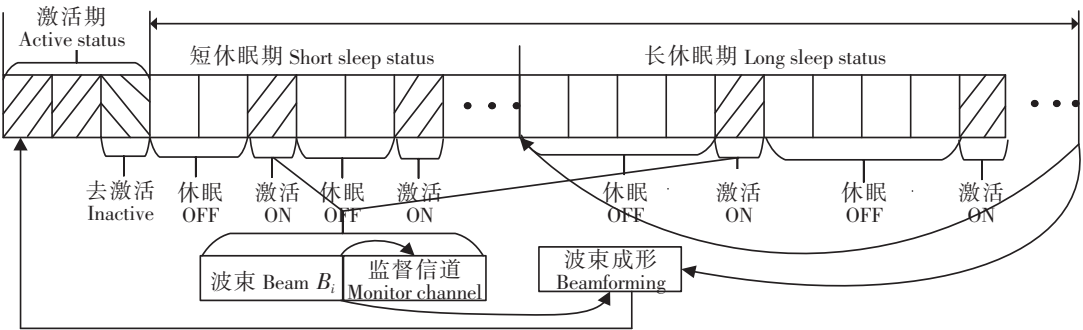 激活期
Active status
短休眠期 Short sleep status
长休眠期 Long sleep status
去激活
Inactive
休眠
OFF
激活
ON
休眠
OFF
激活
ON
休眠
OFF
激活
ON
休眠
OFF
激活
ON
波束 Beam Bᵢ
监督信道
Monitor channel
波束成形
Beamforming